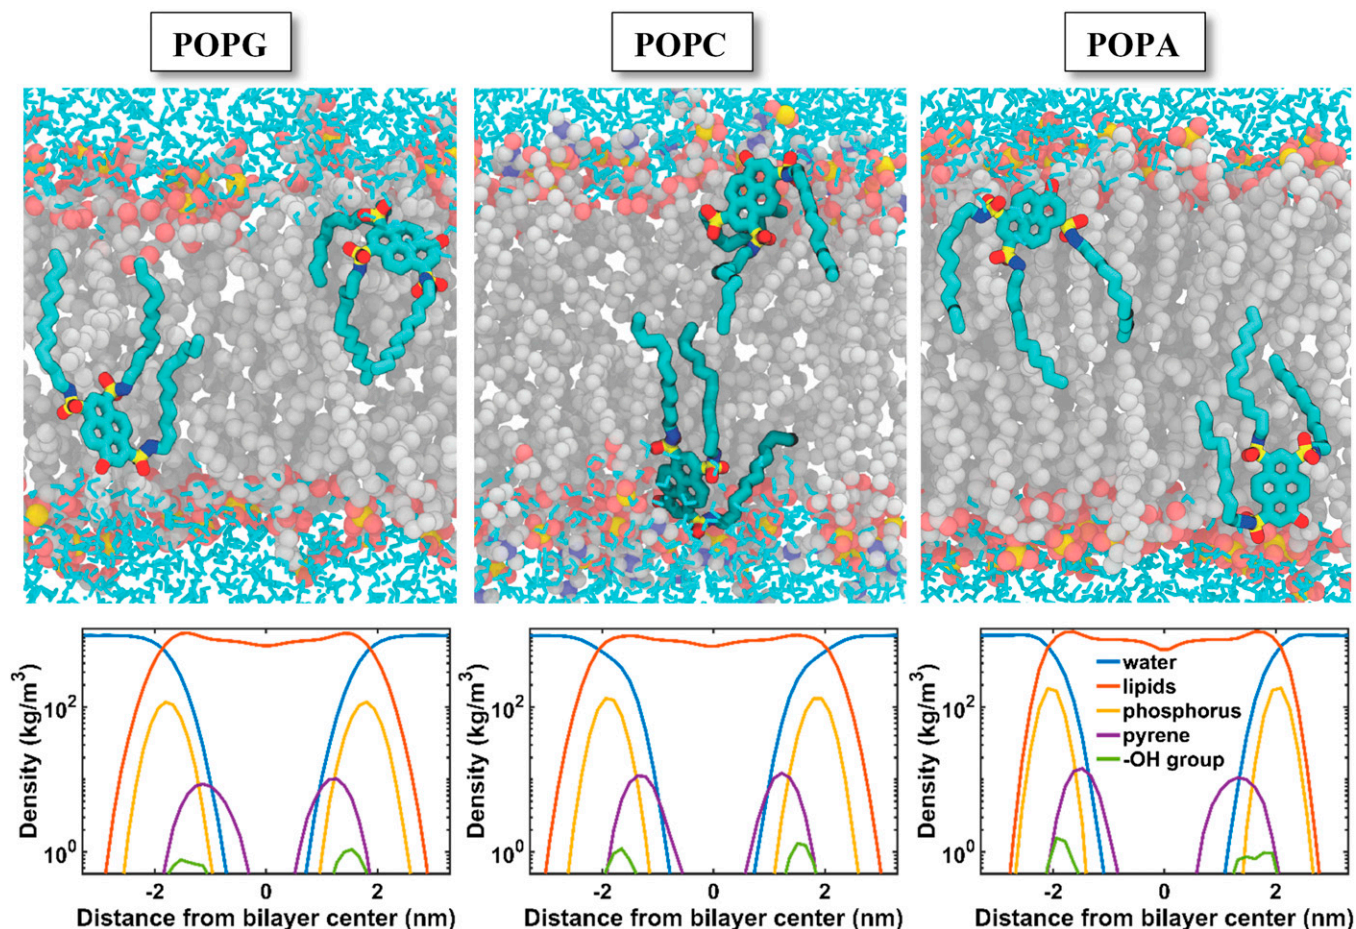 POPG
POPC
POPA
Density (kg/m³)
10²
10⁰
-2 0 2
Distance from bilayer center (nm)
Density (kg/m³)
10²
10⁰
-2 0 2
Distance from bilayer center (nm)
Density (kg/m³)
10²
10⁰
-2 0 2
Distance from bilayer center (nm)
water
lipids
phosphorus
pyrene
-OH group